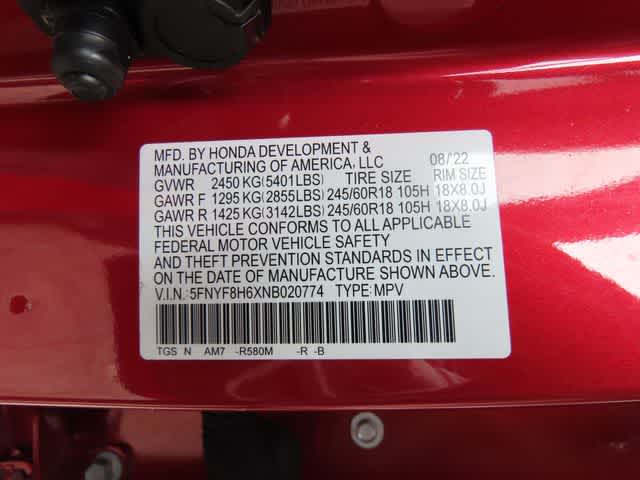 MFD. BY HONDA DEVELOPMENT &
MANUFACTURING OF AMERICA, LLC 08/22
GVWR 2450 KG(5401LBS) TIRE SIZE RIM SIZE
GAWR F 1295 KG(2855LBS) 245/60R18 105H 18X8.0J
GAWR R 1425 KG(3142LBS) 245/60R18 105H 18X8.0J
THIS VEHICLE CONFORMS TO ALL APPLICABLE
FEDERAL MOTOR VEHICLE SAFETY
AND THEFT PREVENTION STANDARDS IN EFFECT
ON THE DATE OF MANUFACTURE SHOWN ABOVE.
V.I.N.:5FNYF8H6XNB020774 TYPE:MPV
TGS N AM7 -R580M -R -B